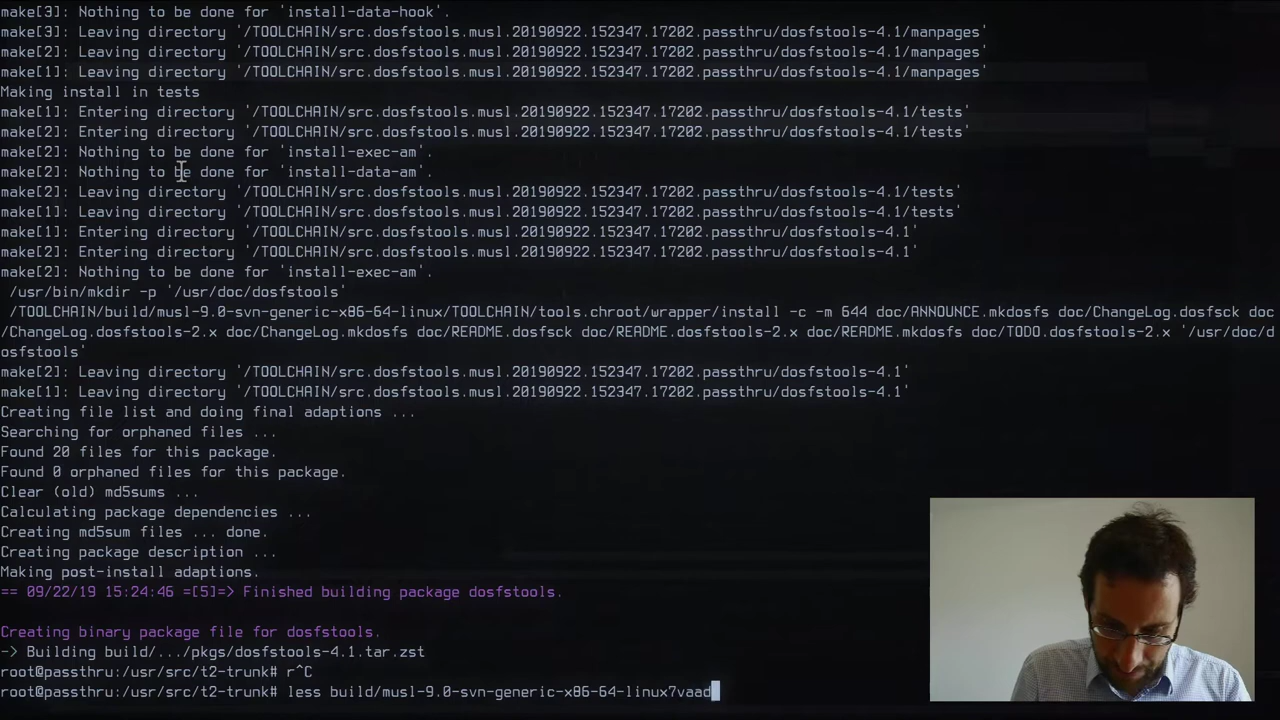 make[3]: Nothing to be done for 'install-data-hook'.
make[3]: Leaving directory '/TOOLCHAIN/src.dosfstools.musl.20190922.152347.17202.passthru/dosfstools-4.1/manpages'
make[2]: Leaving directory '/TOOLCHAIN/src.dosfstools.musl.20190922.152347.17202.passthru/dosfstools-4.1/manpages'
make[1]: Leaving directory '/TOOLCHAIN/src.dosfstools.musl.20190922.152347.17202.passthru/dosfstools-4.1/manpages'
Making install in tests
make[1]: Entering directory '/TOOLCHAIN/src.dosfstools.musl.20190922.152347.17202.passthru/dosfstools-4.1/tests'
make[2]: Entering directory '/TOOLCHAIN/src.dosfstools.musl.20190922.152347.17202.passthru/dosfstools-4.1/tests'
make[2]: Nothing to be done for 'install-exec-am'.
make[2]: Nothing to be done for 'install-data-am'.
make[2]: Leaving directory '/TOOLCHAIN/src.dosfstools.musl.20190922.152347.17202.passthru/dosfstools-4.1/tests'
make[1]: Leaving directory '/TOOLCHAIN/src.dosfstools.musl.20190922.152347.17202.passthru/dosfstools-4.1/tests'
make[1]: Entering directory '/TOOLCHAIN/src.dosfstools.musl.20190922.152347.17202.passthru/dosfstools-4.1'
make[2]: Entering directory '/TOOLCHAIN/src.dosfstools.musl.20190922.152347.17202.passthru/dosfstools-4.1'
make[2]: Nothing to be done for 'install-exec-am'.
/usr/bin/mkdir -p '/usr/doc/dosfstools'
/TOOLCHAIN/build/musl-9.0-svn-generic-x86-64-linux/TOOLCHAIN/tools.chroot/wrapper/install -c -m 644 doc/ANNOUNCE.mkdosfs doc/ChangeLog.dosfsck doc
/ChangeLog.dosfstools-2.x doc/ChangeLog.mkdosfs doc/README.dosfsck doc/README.dosfstools-2.x doc/README.mkdosfs doc/TODO.dosfstools-2.x '/usr/doc/d
osfstools'
make[2]: Leaving directory '/TOOLCHAIN/src.dosfstools.musl.20190922.152347.17202.passthru/dosfstools-4.1'
make[1]: Leaving directory '/TOOLCHAIN/src.dosfstools.musl.20190922.152347.17202.passthru/dosfstools-4.1'
Creating file list and doing final adaptions ...
Searching for orphaned files ...
Found 20 files for this package.
Found 0 orphaned files for this package.
Clear (old) md5sums ...
Calculating package dependencies ...
Creating md5sum files ... done.
Creating package description ...
Making post-install adaptions.
== 09/22/19 15:24:46 =[5]=> Finished building package dosfstools.
Creating binary package file for dosfstools.
-> Building build/.../pkgs/dosfstools-4.1.tar.zst
root@passthru:/usr/src/t2-trunk# r^C
root@passthru:/usr/src/t2-trunk# less build/musl-9.0-svn-generic-x86-64-linux7vaad